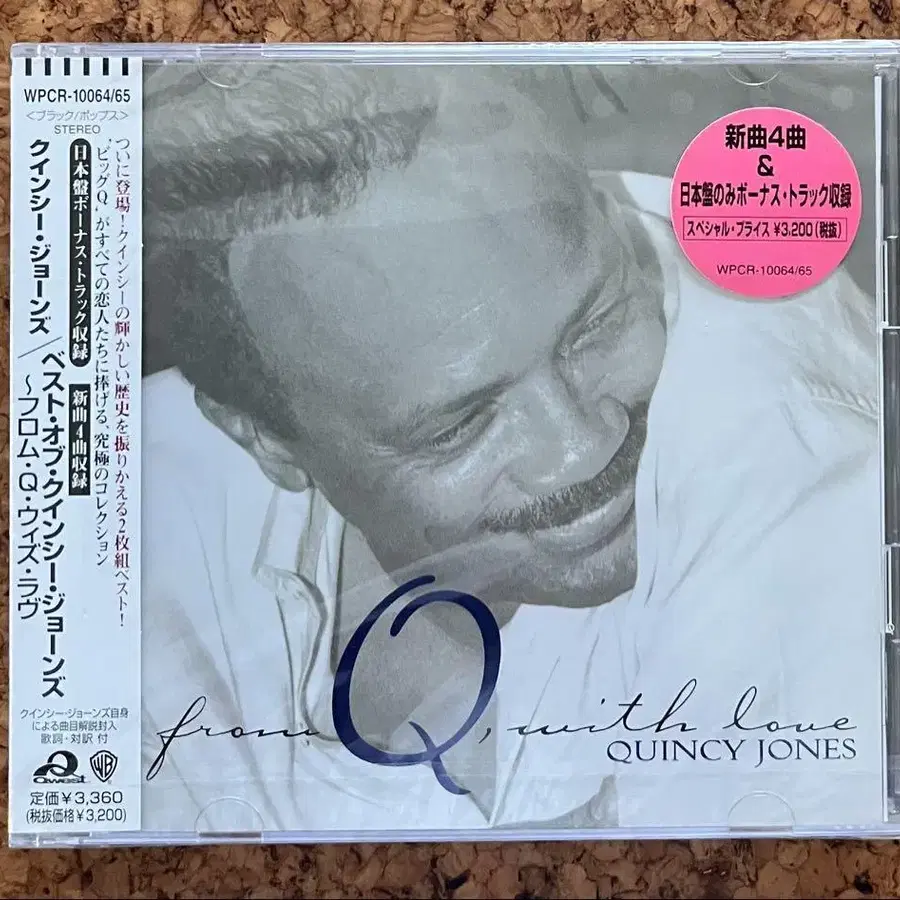 WPCR-10064/65
<ブラック/ポップス>
STEREO
ついに登場!クインシーの輝かしい歴史を振りかえる2枚組ベスト!
"ビッグQ"がすべての恋人たちに捧げる、究極のコレクション
日本盤ボーナス・トラック収録
新曲4曲収録
クインシー・ジョーンズ/ベスト・オブ・クインシー・ジョーンズ
~フロム・Q・ウィズ・ラヴ
クインシー・ジョーンズ自身
による曲目解説封入
歌詞・対訳 付
Qwest WB
定価¥3,360
(税抜価格¥3,200)
新曲4曲
&
日本盤のみボーナス・トラック収録
スペシャル・プライス ¥3,200(税抜)
WPCR-10064/65
from Q, with love
QUINCY JONES